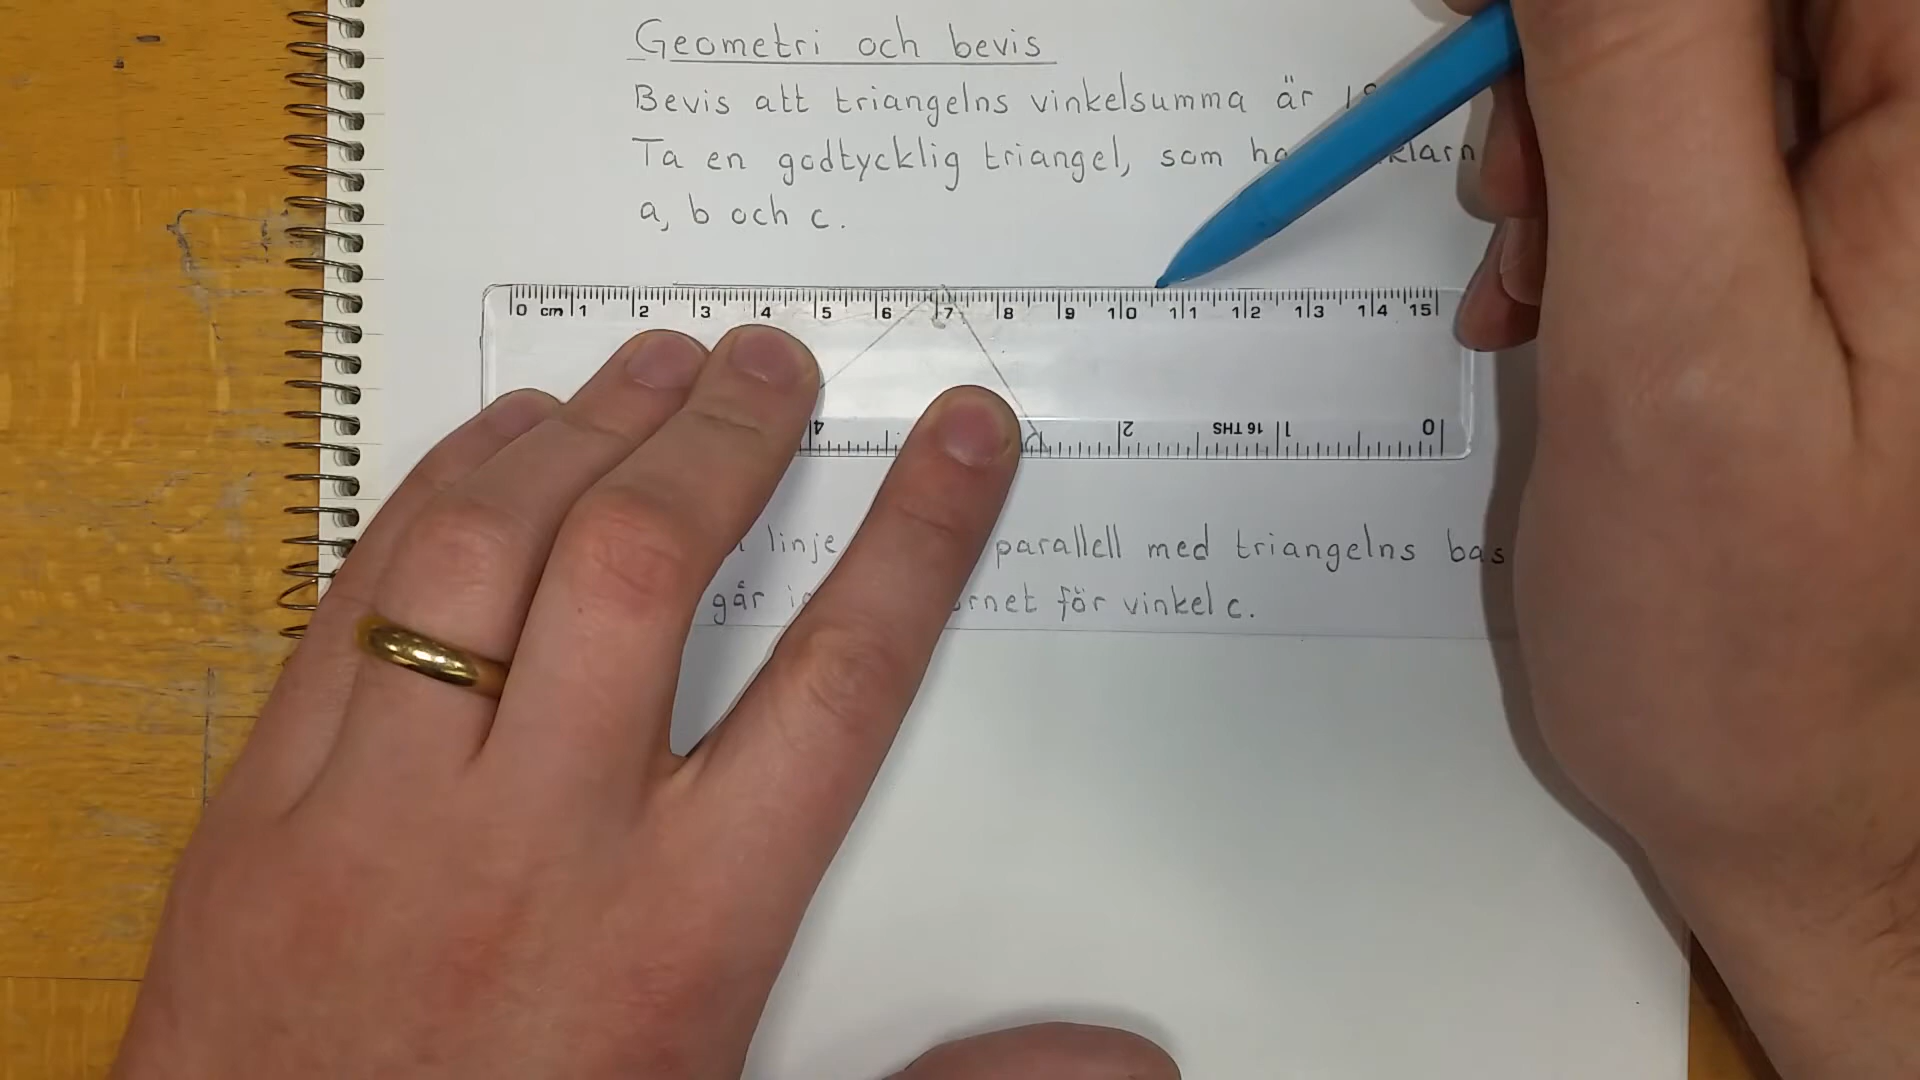 Geometri och bevis
Bevis att triangelns vinkelsumma är
Ta en godtycklig triangel, som
a, b och c.
0 cm 1 2 3 4 5 6 7 8 9 10 11 12 13 14 15
4 2 16 THS 1 0
linje parallell med triangelns bas
går för vinkel c.